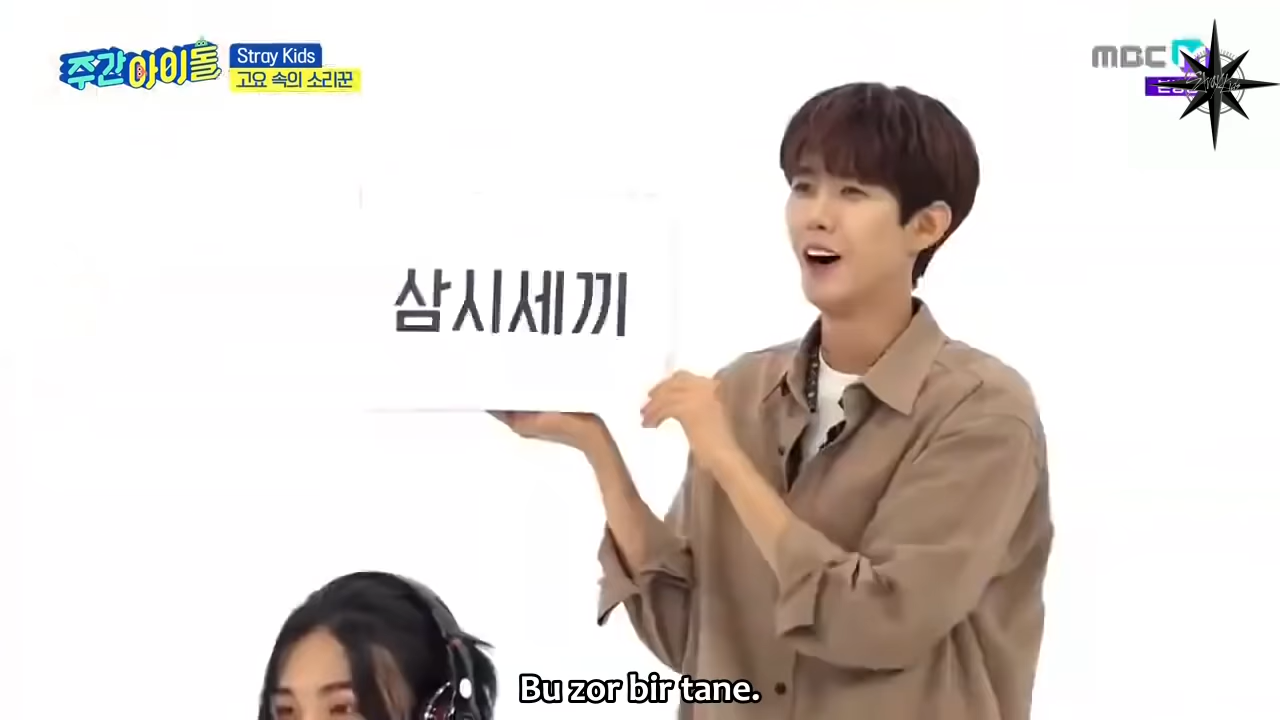 주간아이돌
Stray Kids
고요 속의 소리꾼
MBC M
삼시세끼
Bu zor bir tane.